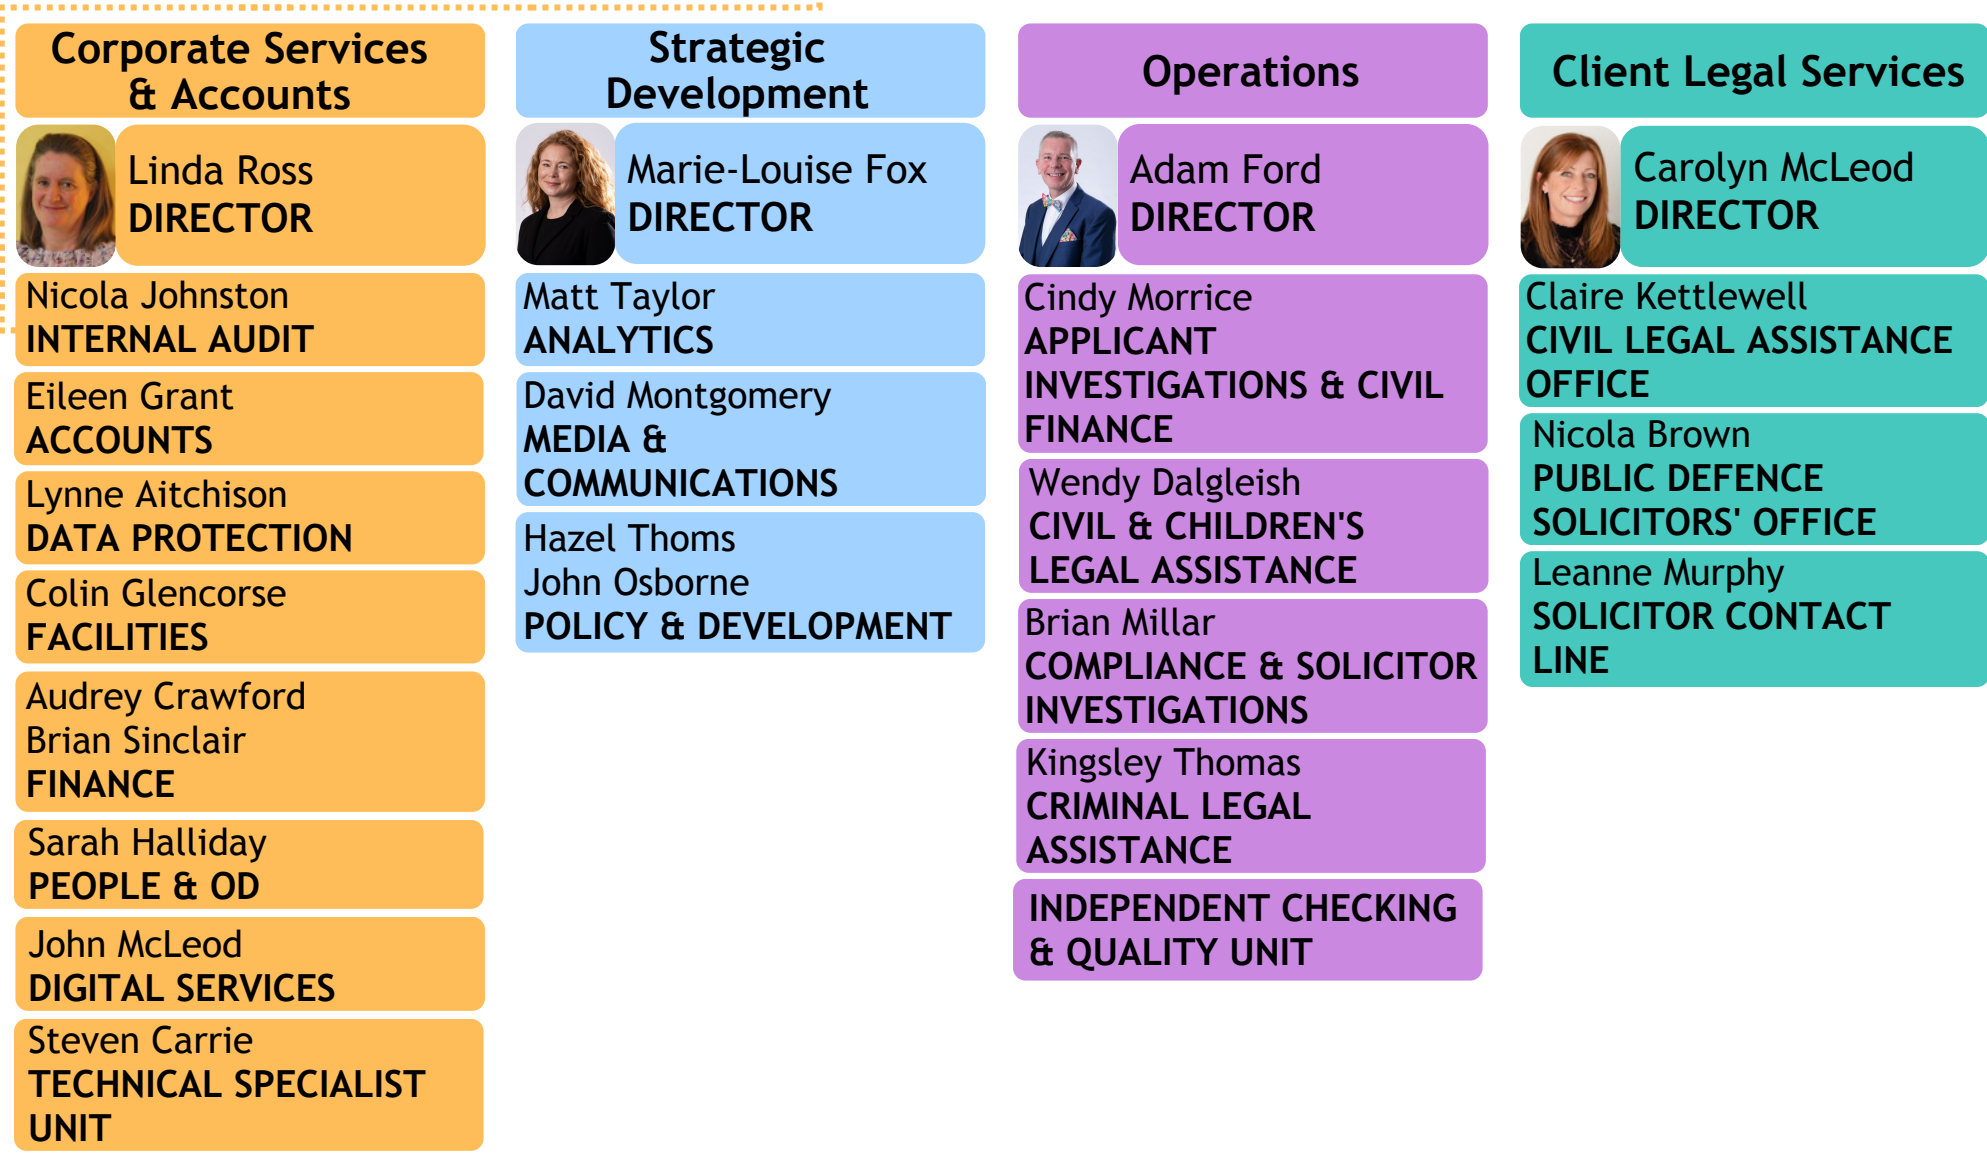 Corporate Services
& Accounts
Linda Ross
DIRECTOR
Nicola Johnston
INTERNAL AUDIT
Eileen Grant
ACCOUNTS
Lynne Aitchison
DATA PROTECTION
Colin Glencorse
FACILITIES
Audrey Crawford
Brian Sinclair
FINANCE
Sarah Halliday
PEOPLE & OD
John McLeod
DIGITAL SERVICES
Steven Carrie
TECHNICAL SPECIALIST
UNIT
Strategic
Development
Marie-Louise Fox
DIRECTOR
Matt Taylor
ANALYTICS
David Montgomery
MEDIA &
COMMUNICATIONS
Hazel Thoms
John Osborne
POLICY & DEVELOPMENT
Operations
Adam Ford
DIRECTOR
Cindy Morrice
APPLICANT
INVESTIGATIONS & CIVIL
FINANCE
Wendy Dalgleish
CIVIL & CHILDREN'S
LEGAL ASSISTANCE
Brian Millar
COMPLIANCE & SOLICITOR
INVESTIGATIONS
Kingsley Thomas
CRIMINAL LEGAL
ASSISTANCE
INDEPENDENT CHECKING
& QUALITY UNIT
Client Legal Services
Carolyn McLeod
DIRECTOR
Claire Kettlewell
CIVIL LEGAL ASSISTANCE
OFFICE
Nicola Brown
PUBLIC DEFENCE
SOLICITORS' OFFICE
Leanne Murphy
SOLICITOR CONTACT
LINE